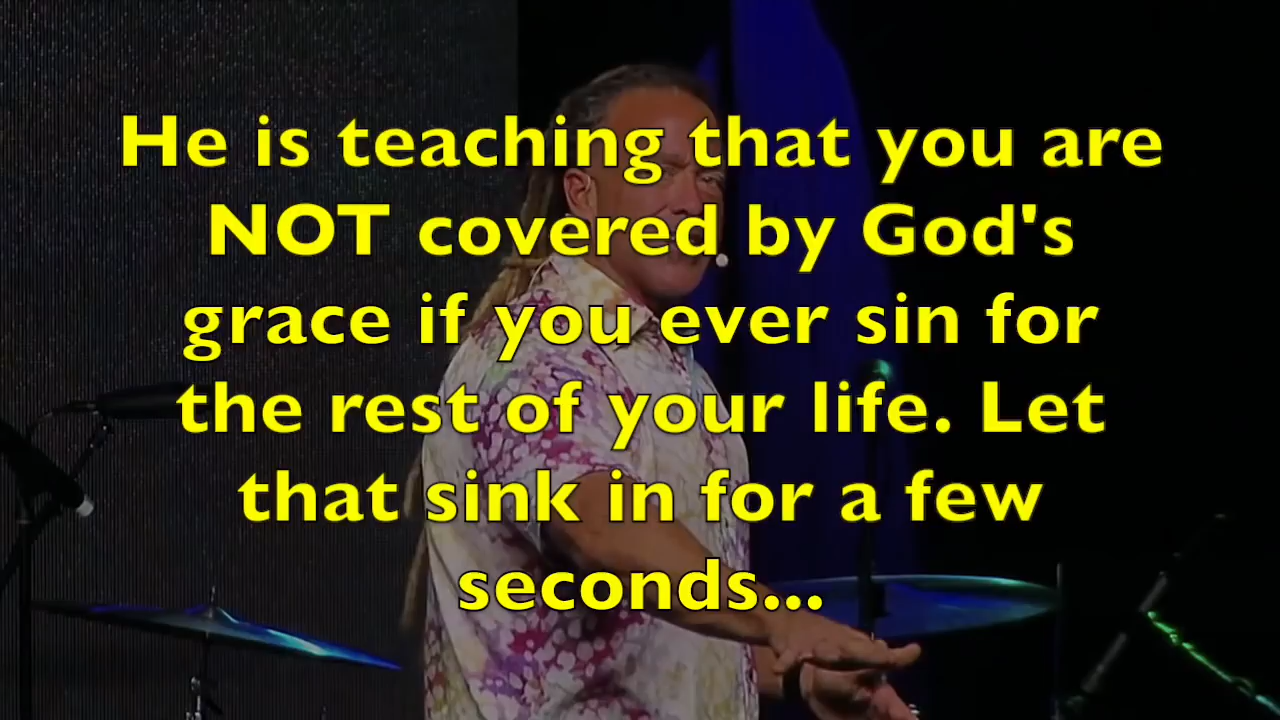 He is teaching that you are
NOT covered by God's
grace if you ever sin for
the rest of your life. Let
that sink in for a few
seconds...